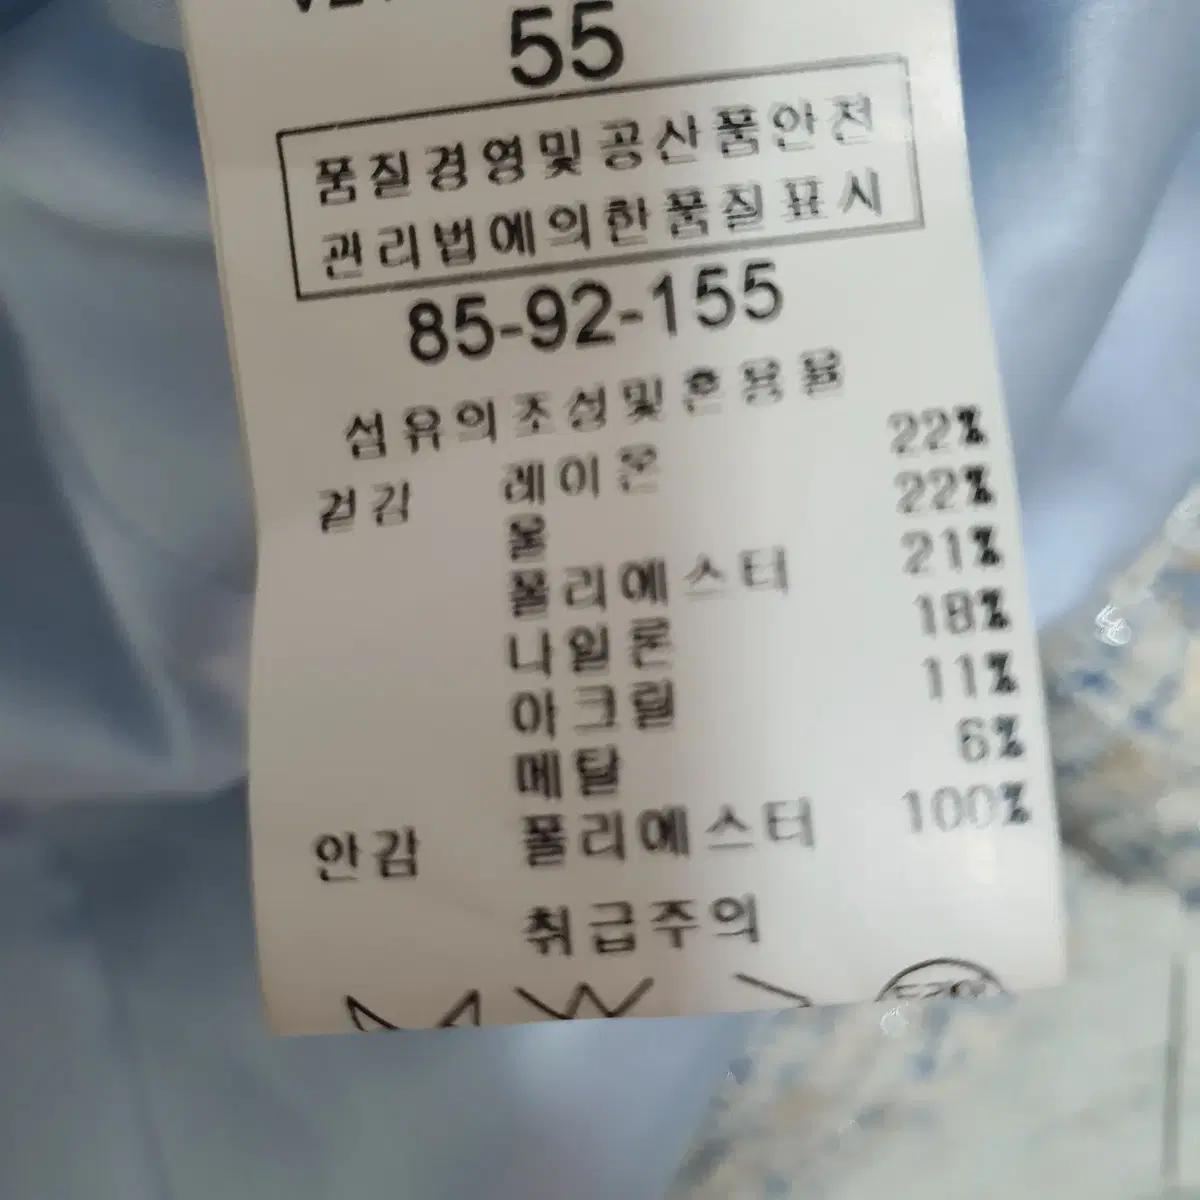 55
품질경영및공산품안전
관리법에의한품질표시
85-92-155
섬유의조성및혼용율
겉감 레이온 22%
울 22%
폴리에스터 21%
나일론 18%
아크릴 11%
메탈 6%
안감 폴리에스터 100%
취급주의